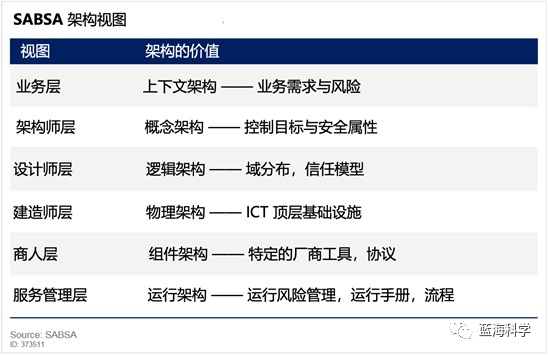 SABSA 架构视图
视图 架构的价值
业务层 上下文架构 —— 业务需求与风险
架构师层 概念架构 —— 控制目标与安全属性
设计师层 逻辑架构 —— 域分布，信任模型
建造师层 物理架构 —— ICT 顶层基础设施
商人层 组件架构 —— 特定的厂商工具，协议
服务管理层 运行架构 —— 运行风险管理，运行手册，流程
Source: SABSA
ID: 373511
蓝海科学